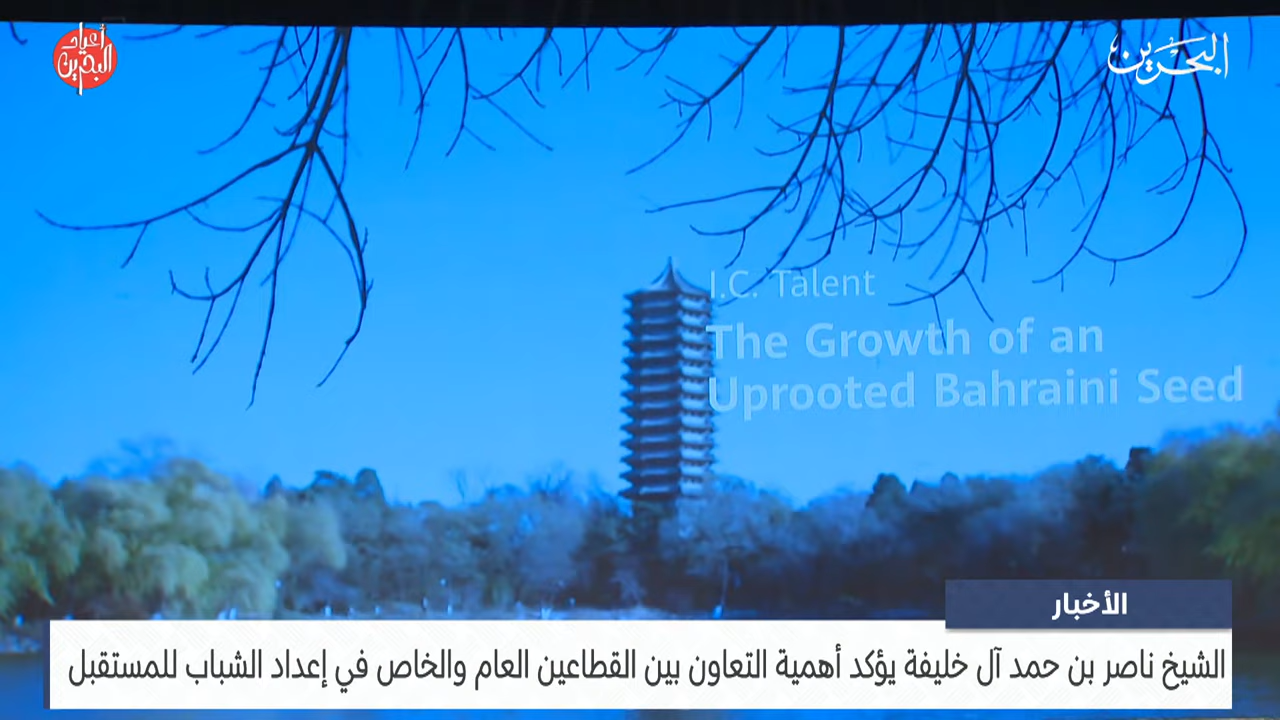 أعياد
البحرين
البحرين
I.C. Talent
The Growth of an
Uprooted Bahraini Seed
الأخبار
الشيخ ناصر بن حمد آل خليفة يؤكد أهمية التعاون بين القطاعين العام والخاص في إعداد الشباب للمستقبل